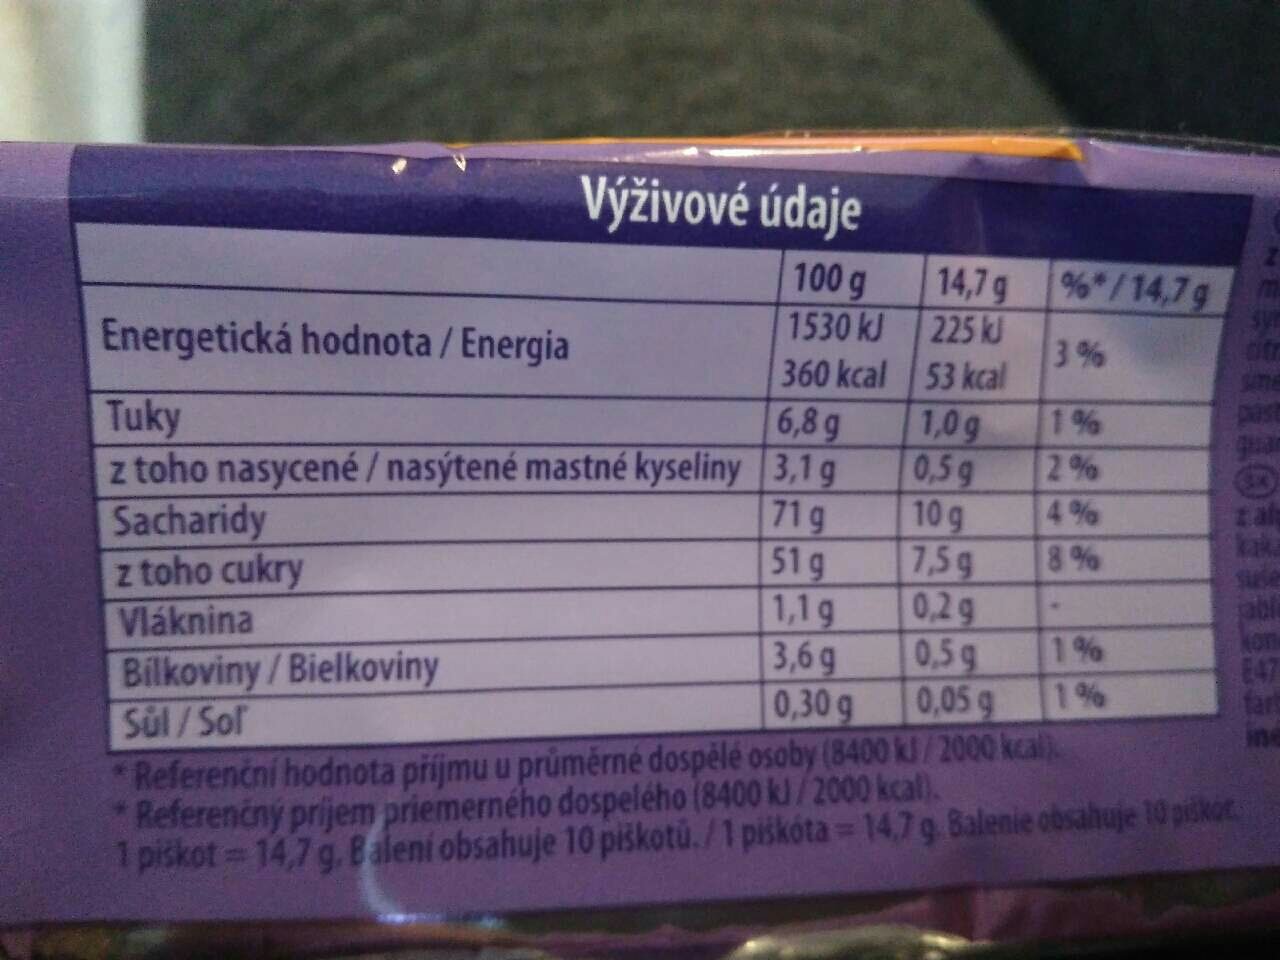 Výživové údaje
100 g 14,7 g %*/14,7 g
Energetická hodnota / Energia 1530 kJ 225 kJ 3 %
360 kcal 53 kcal
Tuky 6,8 g 1,0 g 1 %
z toho nasycené / nasýtené mastné kyseliny 3,1 g 0,5 g 2 %
Sacharidy 71 g 10 g 4 %
z toho cukry 51 g 7,5 g 8 %
Vláknina 1,1 g 0,2 g -
Bílkoviny / Bielkoviny 3,6 g 0,5 g 1 %
Sůl / Soľ 0,30 g 0,05 g 1 %
* Referenční hodnota příjmu u průměrné dospělé osoby (8400 kJ / 2000 kcal).
* Referenčný príjem priemerného dospelého (8400 kJ / 2000 kcal).
1 piškot = 14,7 g. Balení obsahuje 10 piškotů. / 1 piškóta = 14,7 g. Balenie obsahuje 10 piškót.